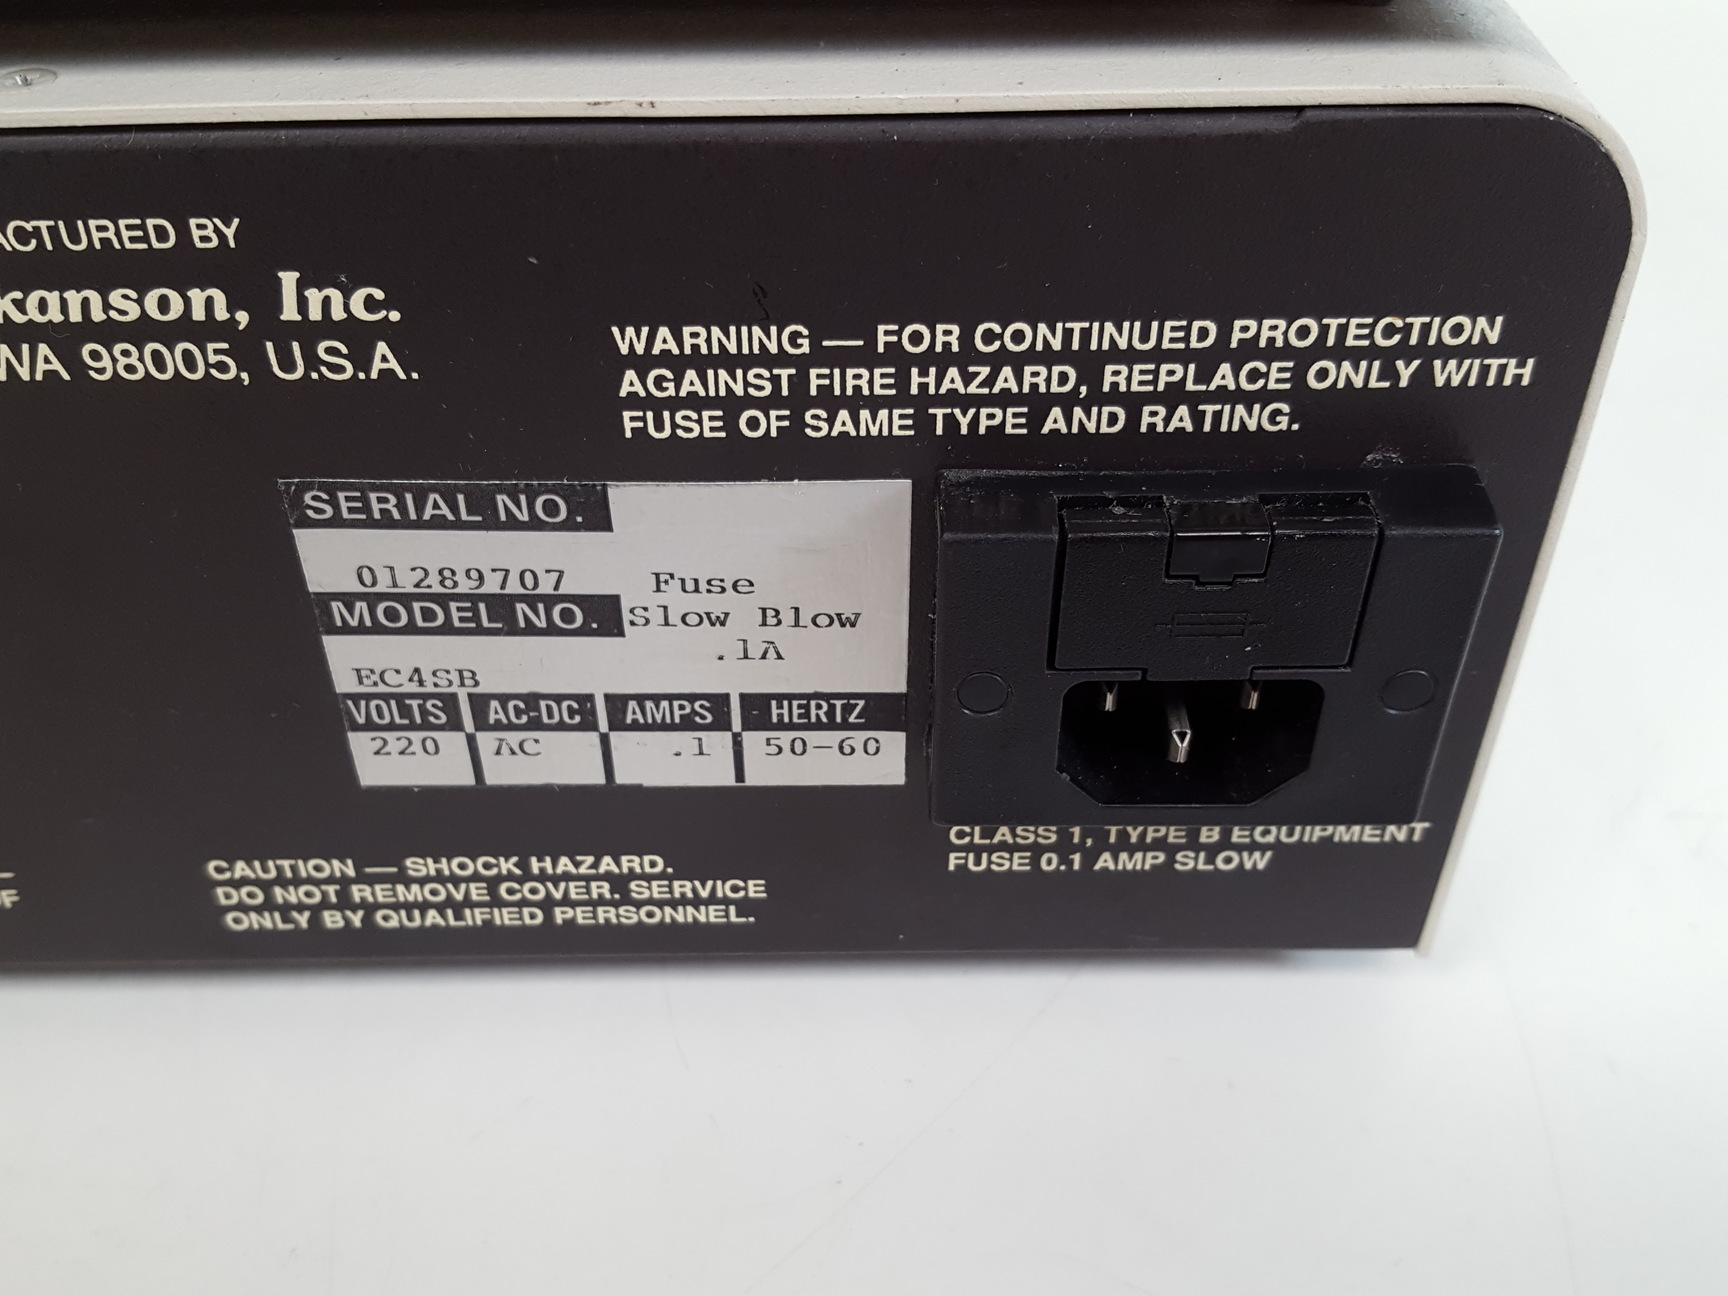 ACTURED BY
kanson, Inc.
WA 98005, U.S.A.
WARNING — FOR CONTINUED PROTECTION
AGAINST FIRE HAZARD, REPLACE ONLY WITH
FUSE OF SAME TYPE AND RATING.
SERIAL NO.
01289707 Fuse
MODEL NO. Slow Blow
.1A
EC4SB
VOLTS AC-DC AMPS HERTZ
220 AC .1 50-60
CLASS 1, TYPE B EQUIPMENT
FUSE 0.1 AMP SLOW
CAUTION — SHOCK HAZARD.
DO NOT REMOVE COVER. SERVICE
ONLY BY QUALIFIED PERSONNEL.